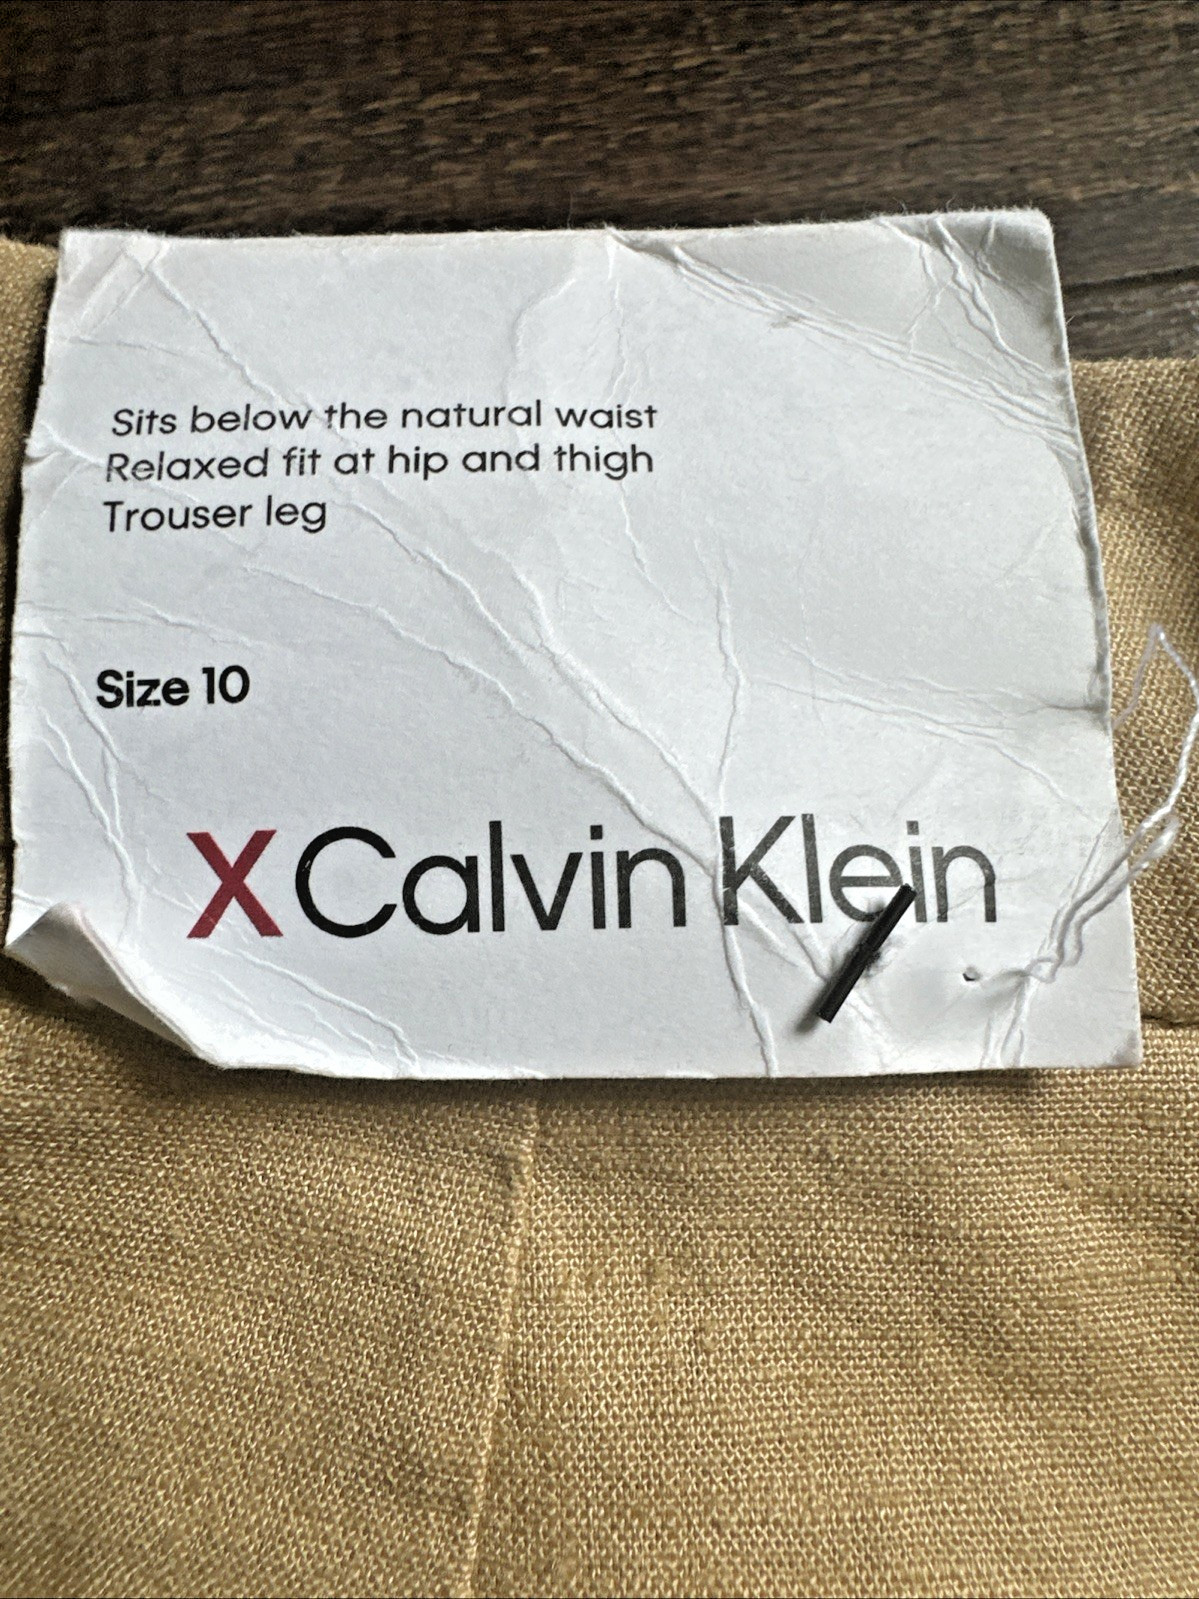 Sits below the natural waist
Relaxed fit at hip and thigh
Trouser leg
Size 10
X Calvin Klein